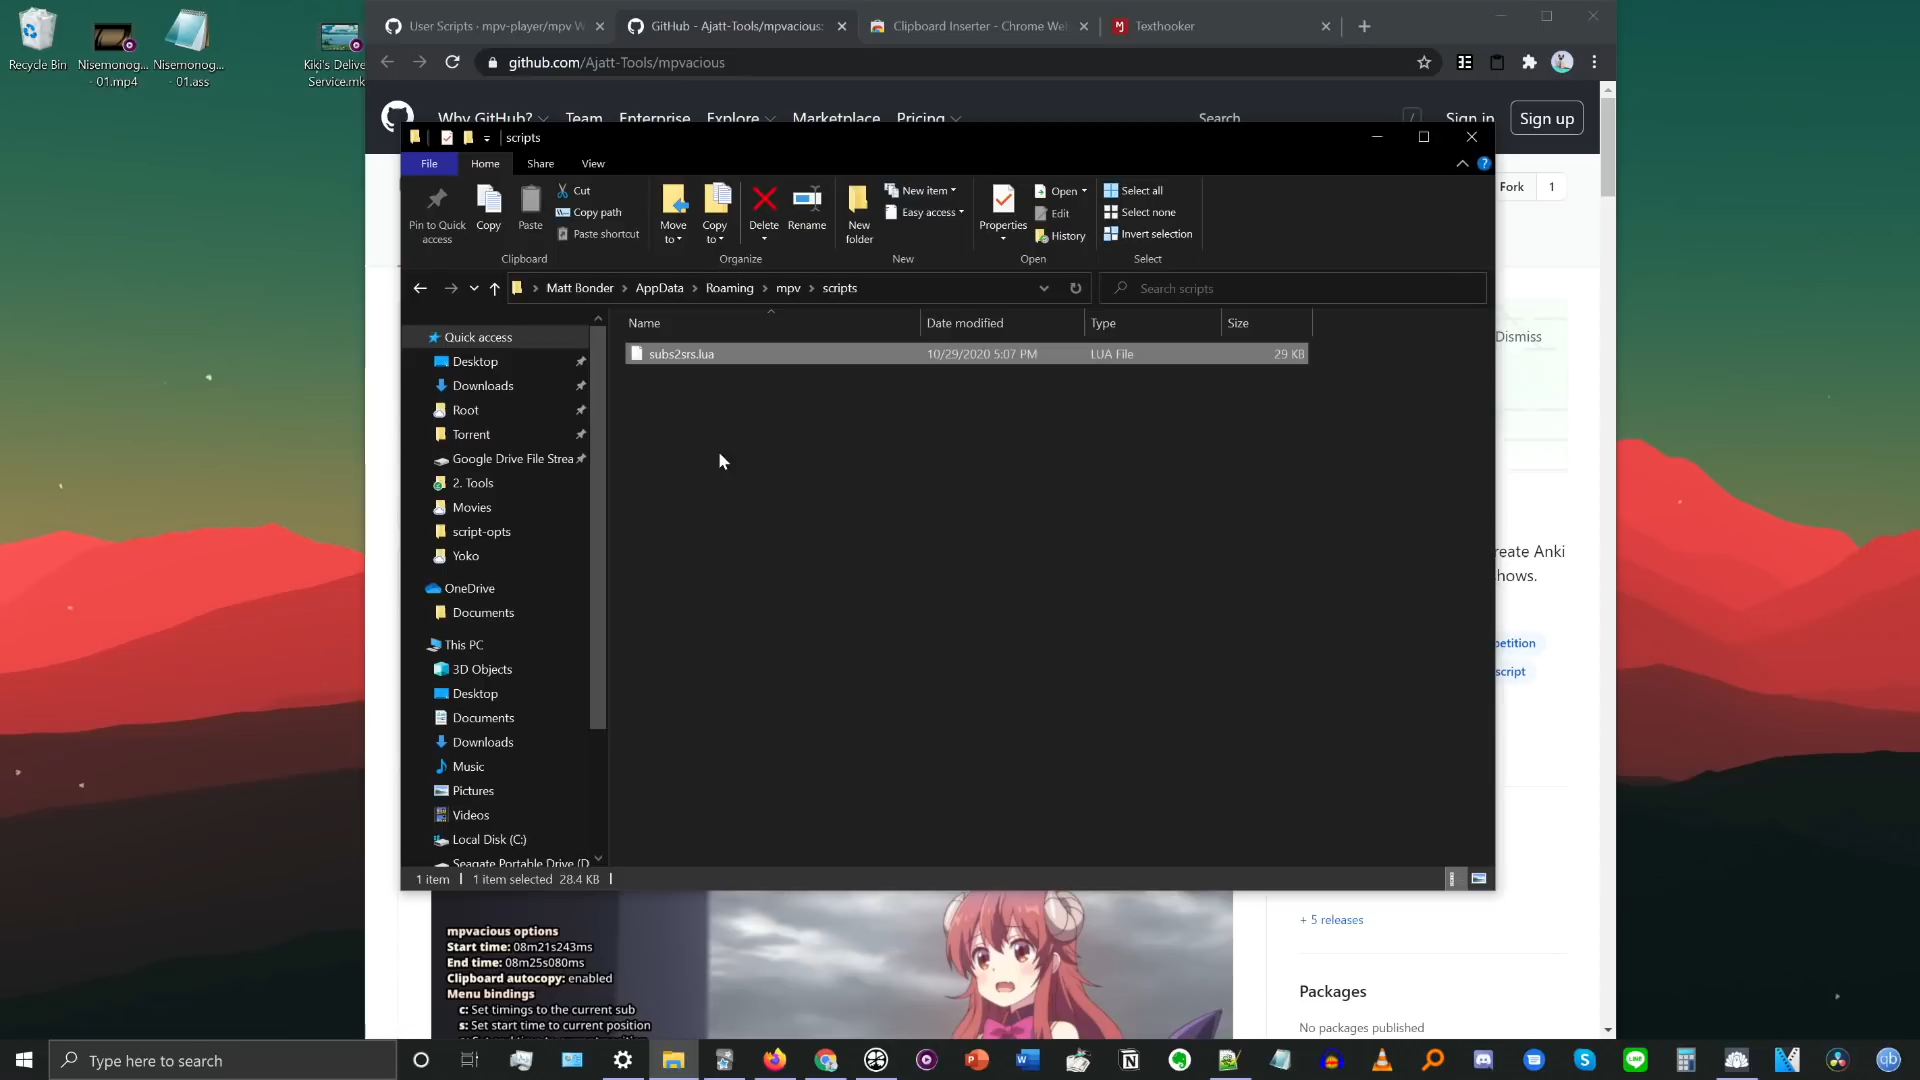 Recycle Bin
Nisemonog...
- 01.mp4
Nisemonog...
- 01.ass
Kiki's Delive
Service.mk
User Scripts · mpv-player/mpv W
GitHub - Ajatt-Tools/mpvacious:
Clipboard Inserter - Chrome We
Texthooker
github.com/Ajatt-Tools/mpvacious
Why GitHub?
Team
Enterprise
Explore
Marketplace
Pricing
Search
/
Sign in
Sign up
scripts
File
Home
Share
View
Fork
1
Pin to Quick
access
Copy
Paste
Cut
Copy path
Paste shortcut
Move
to
Copy
to
Delete
Rename
New
folder
New item
Easy access
Properties
Open
Edit
History
Select all
Select none
Invert selection
Clipboard
Organize
New
Open
Select
Matt Bonder > AppData > Roaming > mpv > scripts
Search scripts
Name
Date modified
Type
Size
subs2srs.lua
10/29/2020 5:07 PM
LUA File
29 KB
Dismiss
Quick access
Desktop
Downloads
Root
Torrent
Google Drive File Strea
2. Tools
Movies
script-opts
Yoko
OneDrive
Documents
This PC
3D Objects
Desktop
Documents
Downloads
Music
Pictures
Videos
Local Disk (C:)
Seagate Portable Drive (D
reate Anki
hows.
petition
script
1 item
1 item selected 28.4 KB
mpvacious options
Start time: 08m21s243ms
End time: 08m25s080ms
Clipboard autocopy: enabled
Menu bindings
c: Set timings to the current sub
s: Set start time to current position
+ 5 releases
Packages
No packages published
Type here to search